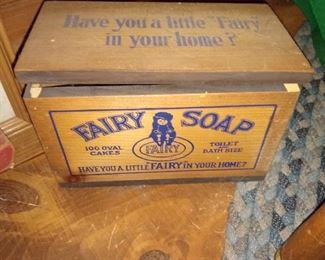 Have you a little "Fairy"
in your home?
FAIRY SOAP
100 OVAL CAKES
TOILET & BATH SIZE
FAIRY
HAVE YOU A LITTLE FAIRY IN YOUR HOME?